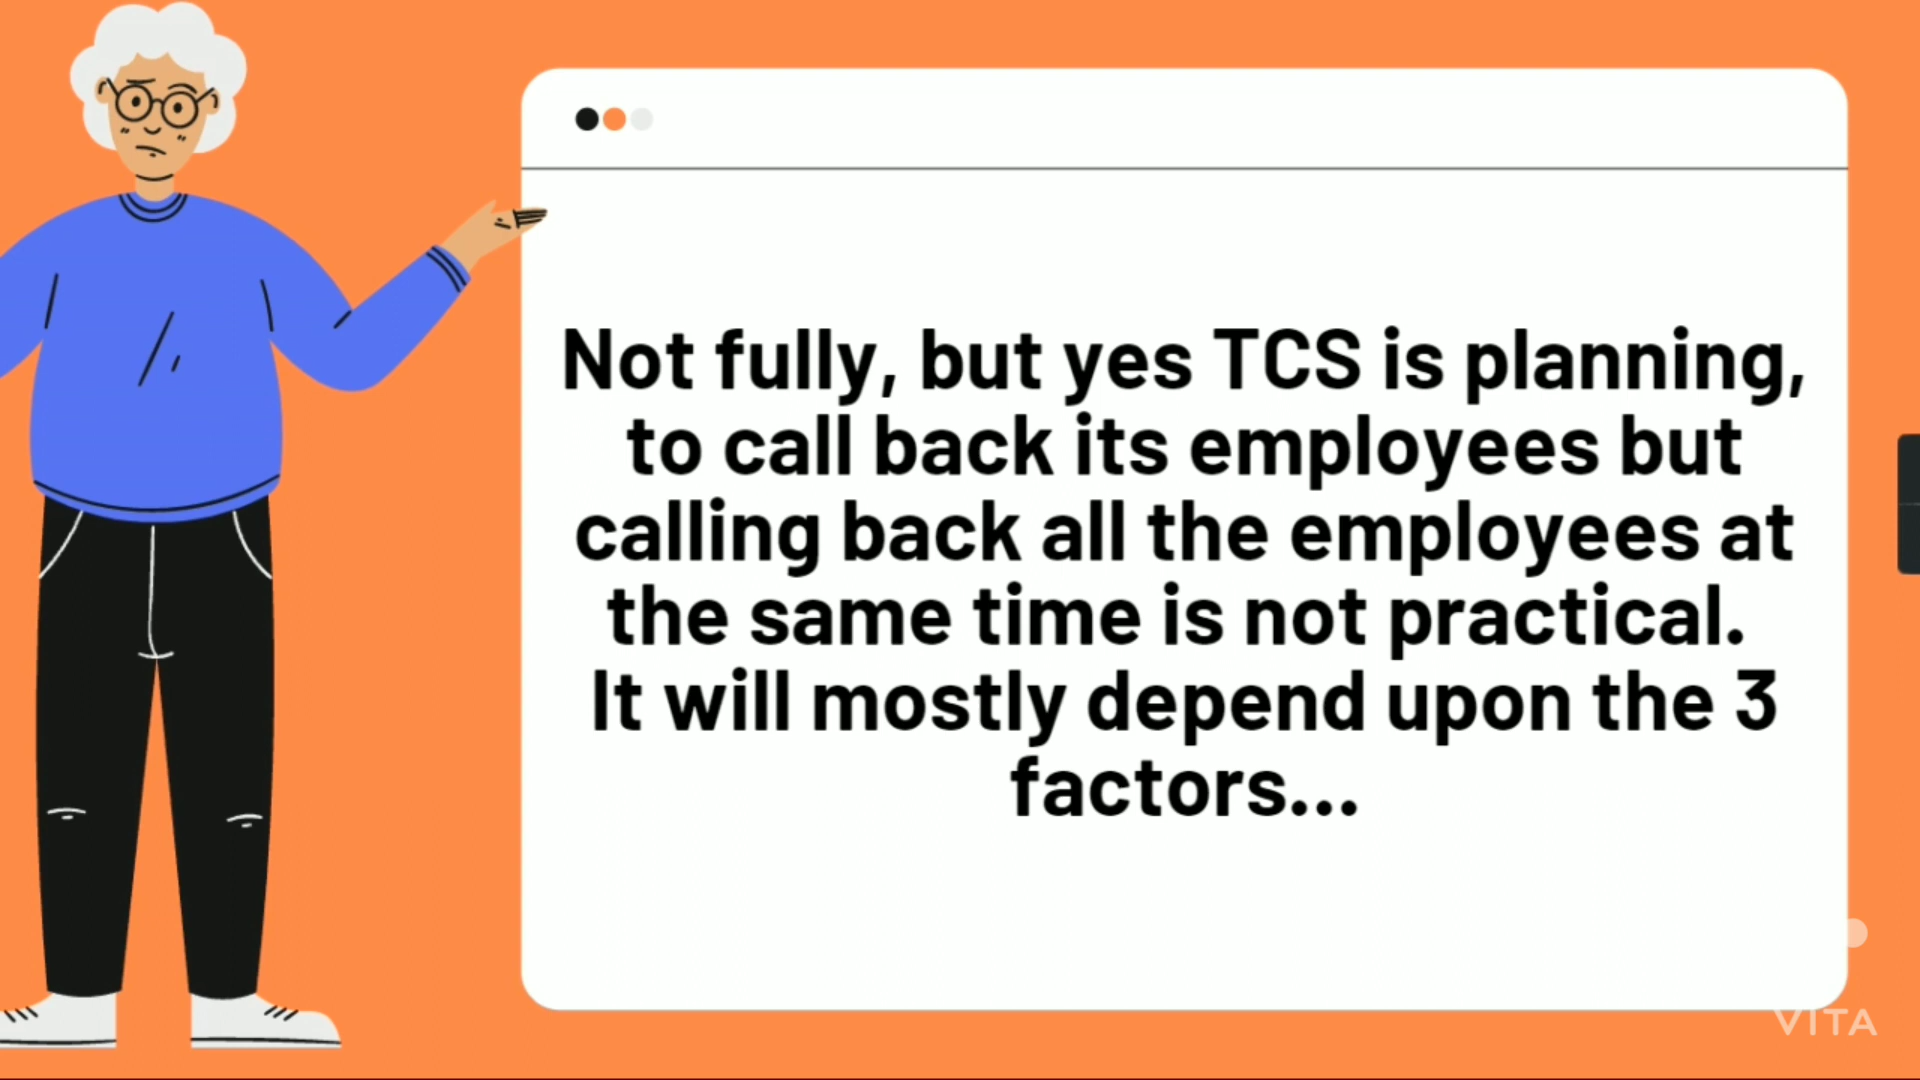 Not fully, but yes TCS is planning,
to call back its employees but
calling back all the employees at
the same time is not practical.
It will mostly depend upon the 3
factors...
VITA